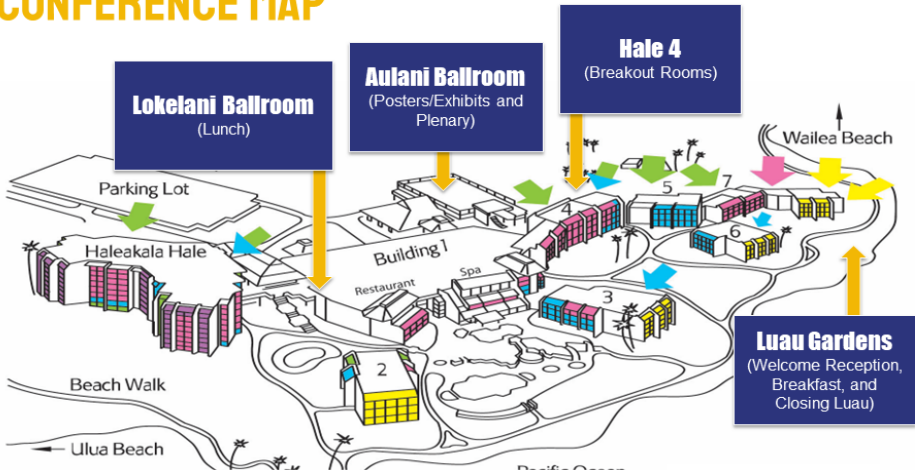 CONFERENCE MAP
Hale 4
(Breakout Rooms)
Aulani Ballroom
(Posters/Exhibits and
Plenary)
Lokelani Ballroom
(Lunch)
Wailea Beach
Parking Lot
Haleakala Hale
Building 1
Restaurant
Spa
4
5
7
6
3
2
Luau Gardens
(Welcome Reception,
Breakfast, and
Closing Luau)
Beach Walk
Ulua Beach
Pacific Ocean